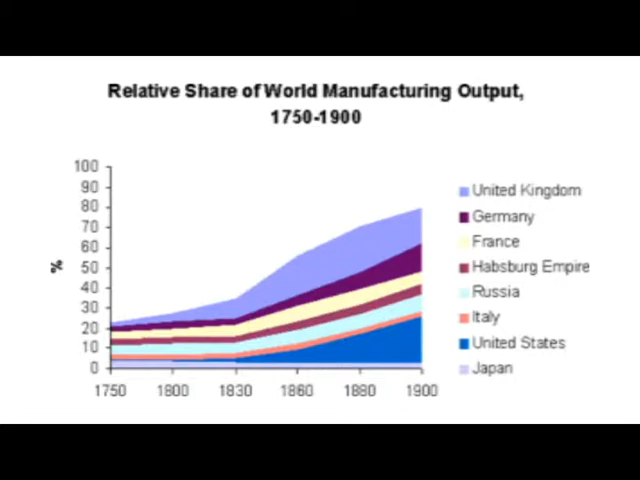 Relative Share of World Manufacturing Output,
1750-1900
100
90
80
70
60
50
40
30
20
10
0
%
1750 1800 1830 1860 1880 1900
United Kingdom
Germany
France
Habsburg Empire
Russia
Italy
United States
Japan